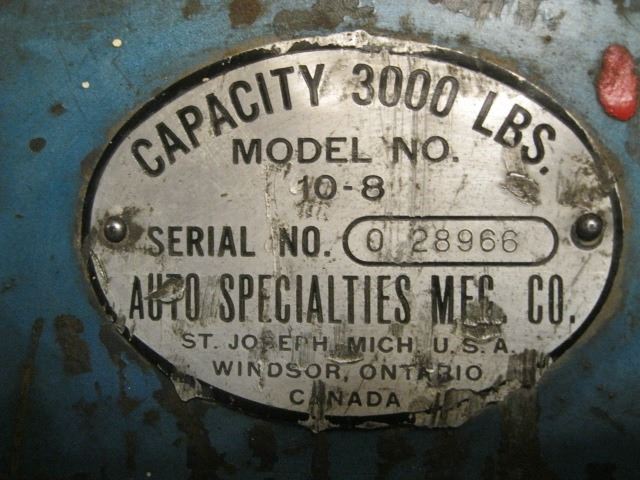 CAPACITY 3000 LBS.
MODEL NO.
10-8
SERIAL NO. 0 28966
AUTO SPECIALTIES MFG. CO.
ST. JOSEPH, MICH. U.S.A.
WINDSOR, ONTARIO
CANADA